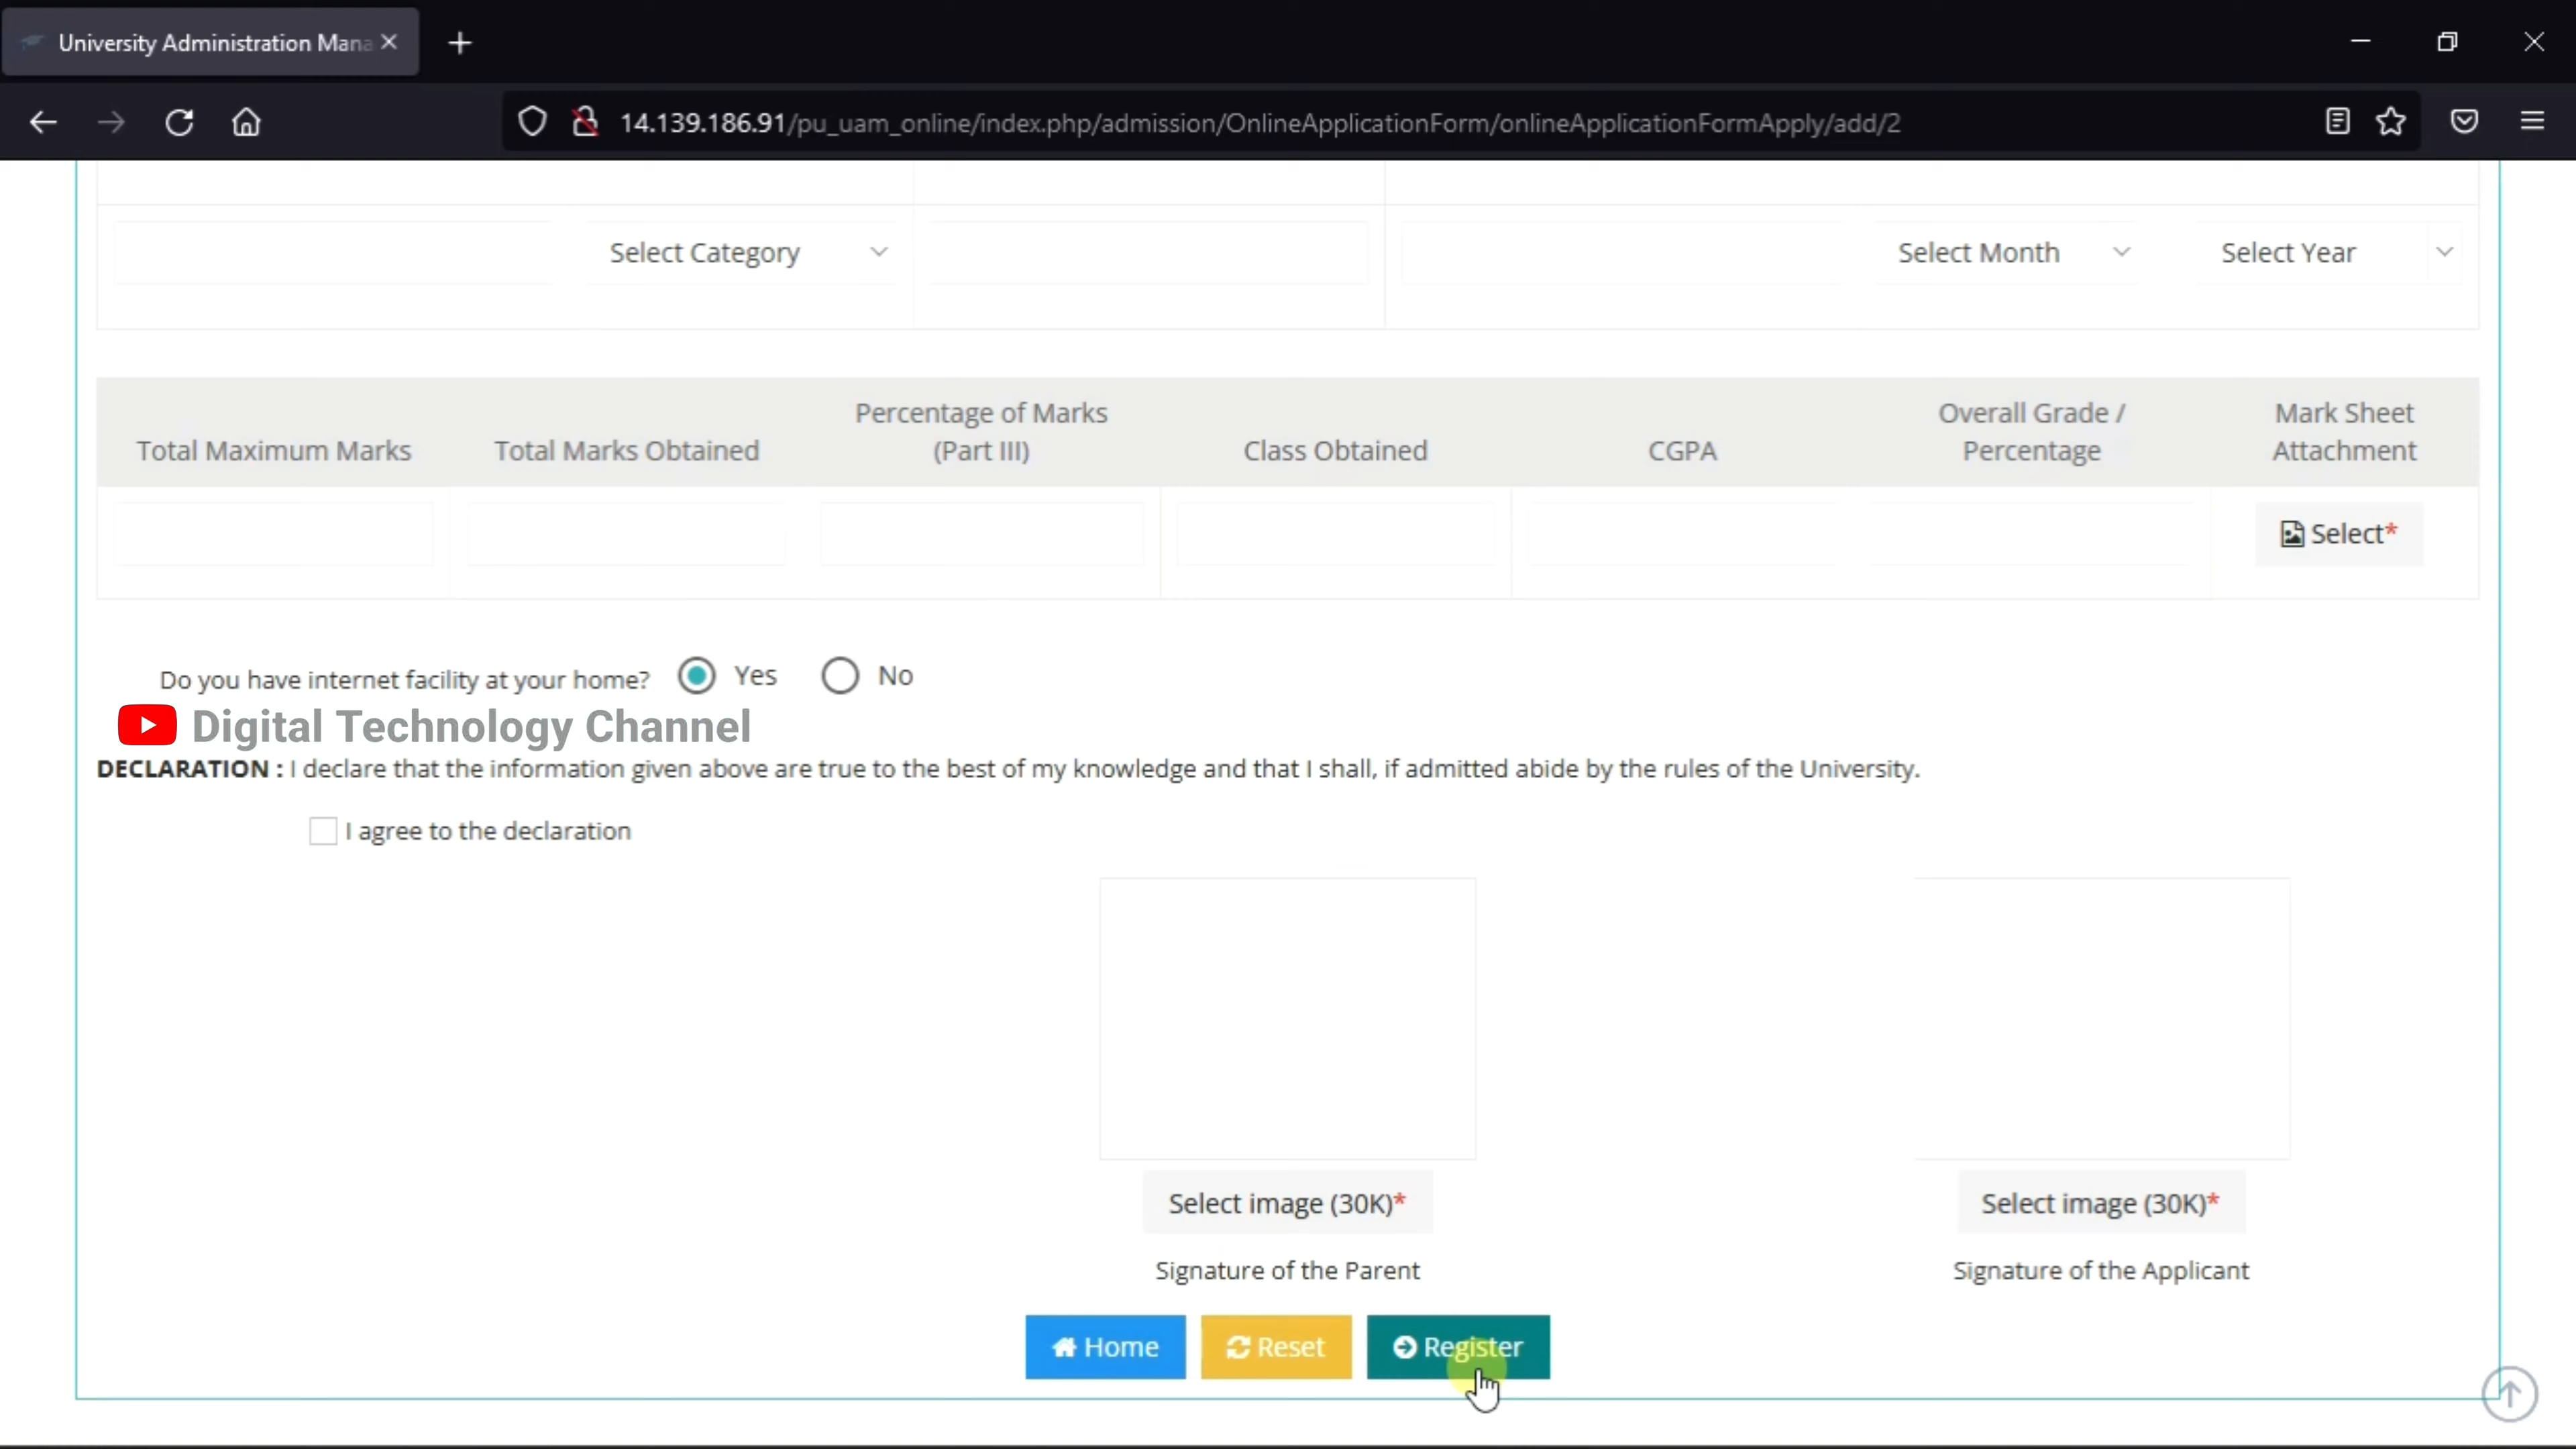 University Administration Mana
14.139.186.91/pu_uam_online/index.php/admission/OnlineApplicationForm/onlineApplicationFormApply/add/2
Select Category Select Month Select Year
Total Maximum Marks
Total Marks Obtained
Percentage of Marks
(Part III)
Class Obtained
CGPA
Overall Grade /
Percentage
Mark Sheet
Attachment
Select*
Do you have internet facility at your home? Yes No
Digital Technology Channel
DECLARATION : I declare that the information given above are true to the best of my knowledge and that I shall, if admitted abide by the rules of the University.
I agree to the declaration
Select image (30K)*
Signature of the Parent
Select image (30K)*
Signature of the Applicant
Home Reset Register